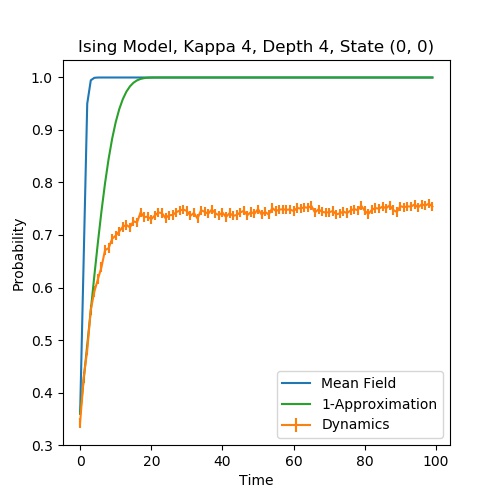 Ising Model, Kappa 4, Depth 4, State (0, 0)
1.0
0.9
0.8
0.7
0.6
0.5
0.4
0.3
Probability
0
20
40
60
80
100
Time
Mean Field
1-Approximation
Dynamics